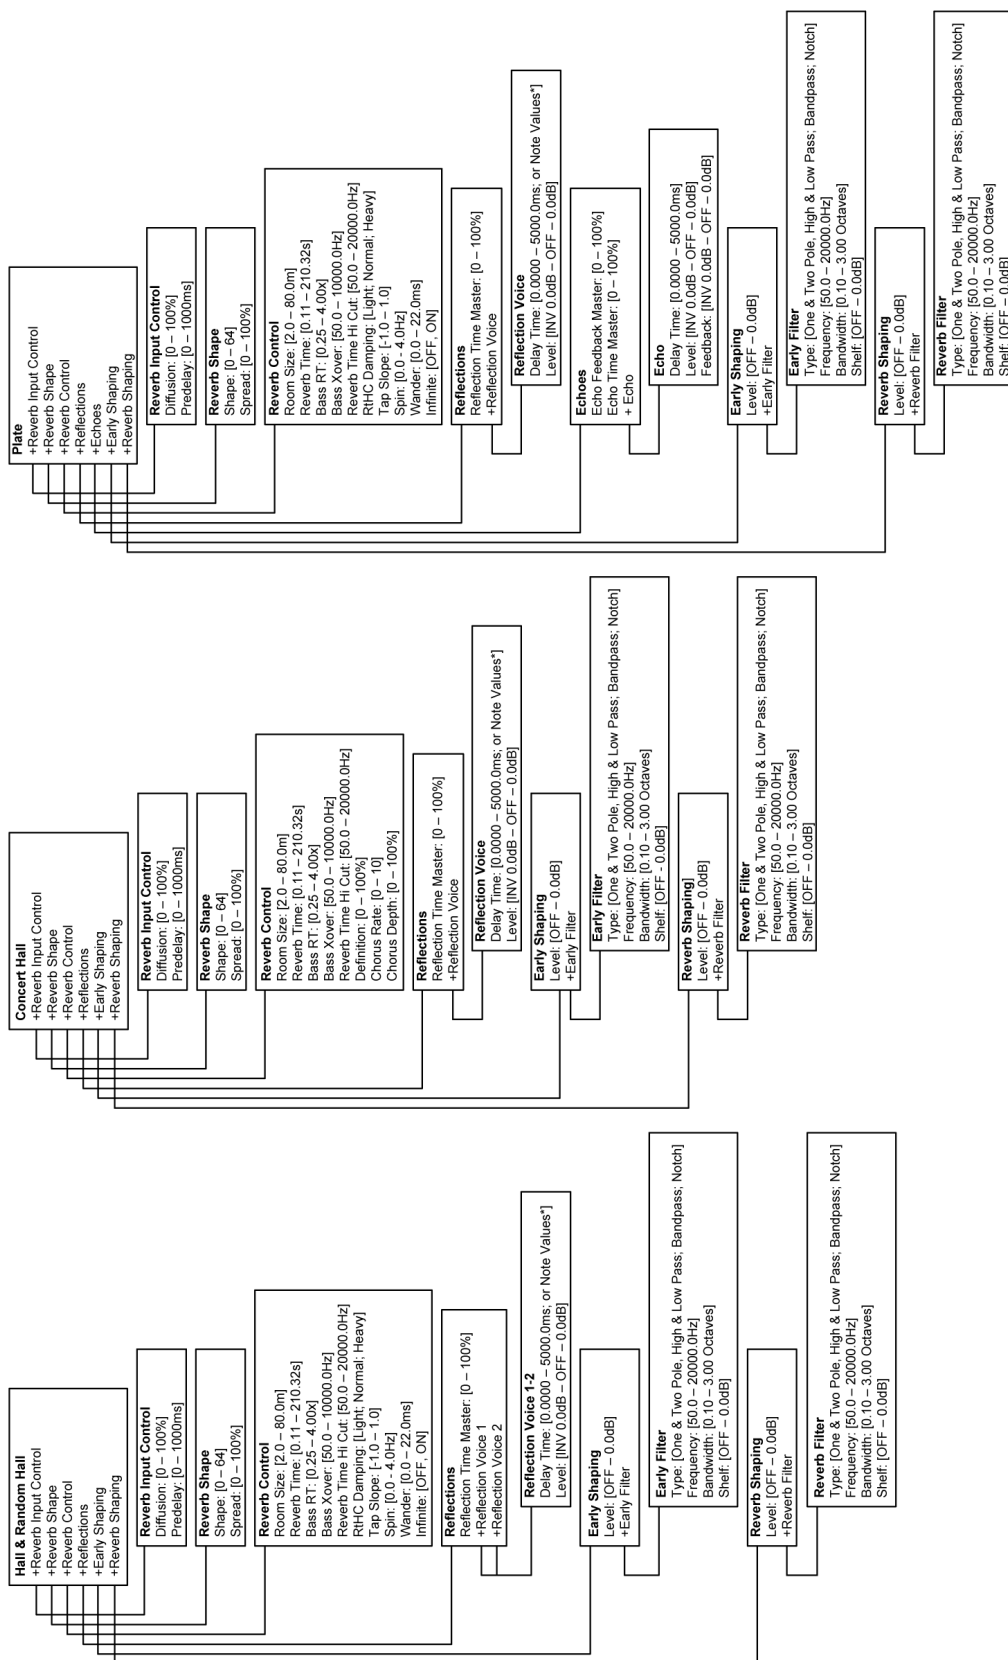 Hall & Random Hall
+Reverb Input Control
+Reverb Shape
+Reverb Control
+Reflections
+Early Shaping
+Reverb Shaping
Reverb Input Control
Diffusion: [0 – 100%]
Predelay: [0 – 1000ms]
Reverb Shape
Shape: [0 – 64]
Spread: [0 – 100%]
Reverb Control
Room Size: [2.0 – 80.0m]
Reverb Time: [0.11 – 210.32s]
Bass RT: [0.25 – 4.00x]
Bass Xover: [50.0 – 10000.0Hz]
Reverb Time Hi Cut: [50.0 – 20000.0Hz]
RtHC Damping: [Light; Normal; Heavy]
Tap Slope: [-1.0 – 1.0]
Spin: [0.0 - 4.0Hz]
Wander: [0.0 – 22.0ms]
Infinite: [OFF, ON]
Reflections
Reflection Time Master: [0 – 100%]
+Reflection Voice 1
+Reflection Voice 2
Reflection Voice 1-2
Delay Time: [0.0000 – 5000.0ms; or Note Values*]
Level: [INV 0.0dB – OFF – 0.0dB]
Early Shaping
Level: [OFF – 0.0dB]
+Early Filter
Early Filter
Type: [One & Two Pole, High & Low Pass; Bandpass; Notch]
Frequency: [50.0 – 20000.0Hz]
Bandwidth: [0.10 – 3.00 Octaves]
Shelf: [OFF – 0.0dB]
Reverb Shaping
Level: [OFF – 0.0dB]
+Reverb Filter
Reverb Filter
Type: [One & Two Pole, High & Low Pass; Bandpass; Notch]
Frequency: [50.0 – 20000.0Hz]
Bandwidth: [0.10 – 3.00 Octaves]
Shelf: [OFF – 0.0dB]
Concert Hall
+Reverb Input Control
+Reverb Shape
+Reverb Control
+Reflections
+Early Shaping
+Reverb Shaping
Reverb Input Control
Diffusion: [0 – 100%]
Predelay: [0 – 1000ms]
Reverb Shape
Shape: [0 – 64]
Spread: [0 – 100%]
Reverb Control
Room Size: [2.0 – 80.0m]
Reverb Time: [0.11 – 210.32s]
Bass RT: [0.25 – 4.00x]
Bass Xover: [50.0 – 10000.0Hz]
Reverb Time Hi Cut: [50.0 – 20000.0Hz]
Definition: [0 – 100%]
Chorus Rate: [0 – 10]
Chorus Depth: [0 – 100%]
Reflections
Reflection Time Master: [0 – 100%]
+Reflection Voice
Reflection Voice
Delay Time: [0.0000 – 5000.0ms; or Note Values*]
Level: [INV 0.0dB – OFF – 0.0dB]
Early Shaping
Level: [OFF – 0.0dB]
+Early Filter
Early Filter
Type: [One & Two Pole, High & Low Pass; Bandpass; Notch]
Frequency: [50.0 – 20000.0Hz]
Bandwidth: [0.10 – 3.00 Octaves]
Shelf: [OFF - 0.0dB]
Reverb Shaping
Level: [OFF – 0.0dB]
+Reverb Filter
Reverb Filter
Type: [One & Two Pole, High & Low Pass; Bandpass; Notch]
Frequency: [50.0 – 20000.0Hz]
Bandwidth: [0.10 – 3.00 Octaves]
Shelf: [OFF – 0.0dB]
Plate
+Reverb Input Control
+Reverb Shape
+Reverb Control
+Reflections
+Echoes
+Early Shaping
+Reverb Shaping
Reverb Input Control
Diffusion: [0 – 100%]
Predelay: [0 – 1000ms]
Reverb Shape
Shape: [0 – 64]
Spread: [0 – 100%]
Reverb Control
Room Size: [2.0 – 80.0m]
Reverb Time: [0.11 – 210.32s]
Bass RT: [0.25 – 4.00x]
Bass Xover: [50.0 – 10000.0Hz]
Reverb Time Hi Cut: [50.0 – 20000.0Hz]
RtHC Damping: [Light; Normal; Heavy]
Tap Slope: [-1.0 – 1.0]
Spin: [0.0 - 4.0Hz]
Wander: [0.0 – 22.0ms]
Infinite: [OFF, ON]
Reflections
Reflection Time Master: [0 – 100%]
+Reflection Voice
Reflection Voice
Delay Time: [0.0000 – 5000.0ms; or Note Values*]
Level: [INV 0.0dB – OFF – 0.0dB]
Echoes
Echo Feedback Master: [0 – 100%]
Echo Time Master: [0 – 100%]
+ Echo
Echo
Delay Time: [0.0000 – 5000.0ms]
Level: [INV 0.0dB – OFF – 0.0dB]
Feedback: [INV 0.0dB – OFF – 0.0dB]
Early Shaping
Level: [OFF – 0.0dB]
+Early Filter
Early Filter
Type: [One & Two Pole, High & Low Pass; Bandpass; Notch]
Frequency: [50.0 – 20000.0Hz]
Bandwidth: [0.10 – 3.00 Octaves]
Shelf: [OFF – 0.0dB]
Reverb Shaping
Level: [OFF – 0.0dB]
+Reverb Filter
Reverb Filter
Type: [One & Two Pole, High & Low Pass; Bandpass; Notch]
Frequency: [50.0 – 20000.0Hz]
Bandwidth: [0.10 – 3.00 Octaves]
Shelf: [OFF – 0.0dB]